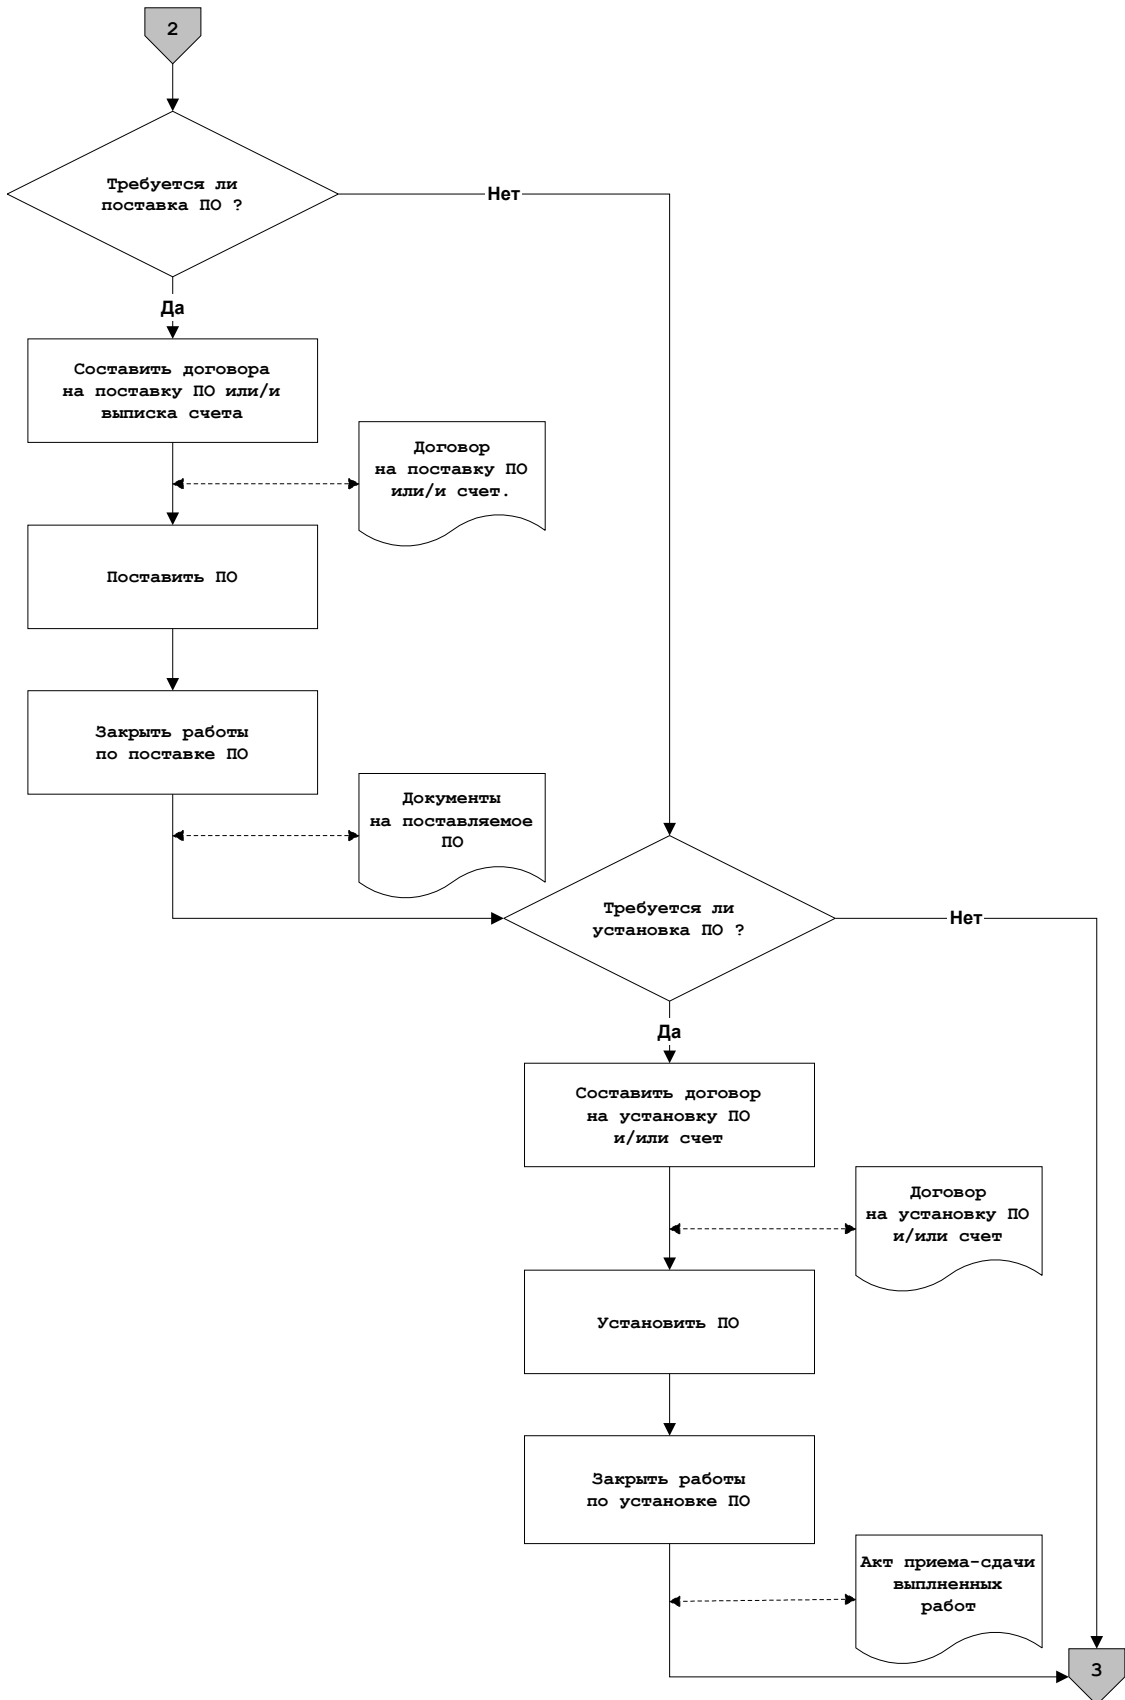 2
Требуется ли
поставка ПО ?
Нет
Да
Составить договора
на поставку ПО или/и
выписка счета
Договор
на поставку ПО
или/и счет.
Поставить ПО
Закрыть работы
по поставке ПО
Документы
на поставляемое
ПО
Требуется ли
установка ПО ?
Нет
Да
Составить договор
на установку ПО
и/или счет
Договор
на установку ПО
и/или счет
Установить ПО
Закрыть работы
по установке ПО
Акт приема-сдачи
выплненных
работ
3